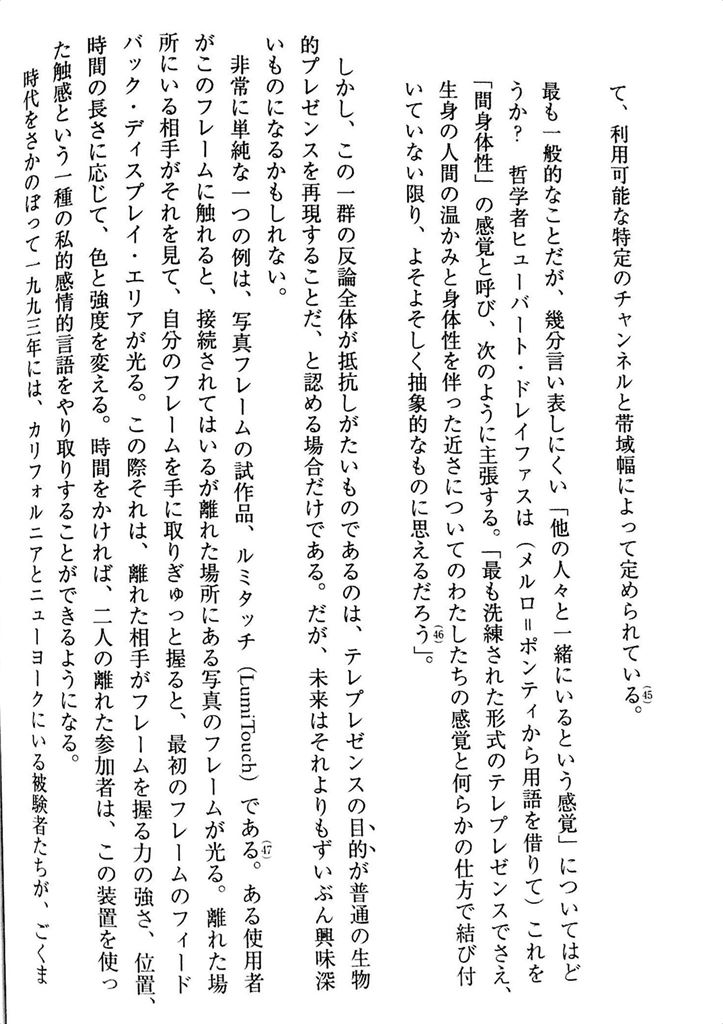 て、利用可能な特定のチャンネルと帯域幅によって定められている(45)。
最も一般的なことだが、幾分言い表しにくい「他の人々と一緒にいるという感覚」についてはど
うか？　哲学者ヒューバート・ドレイファスは（メルロ＝ポンティから用語を借りて）これを
「間身体性」の感覚と呼び、次のように主張する。「最も洗練された形式のテレプレゼンスでさえ、
生身の人間の温かみと身体性を伴った近さについてのわたしたちの感覚と何らかの仕方で結び付
いていない限り、よそよそしく抽象的なものに思えるだろう(46)」。
しかし、この一群の反論全体が抵抗しがたいものであるのは、テレプレゼンスの目的が普通の生物
的プレゼンスを再現することだ、と認める場合だけである。だが、未来はそれよりもずいぶん興味深
いものになるかもしれない。
非常に単純な一つの例は、写真フレームの試作品、ルミタッチ（LumiTouch）である(47)。ある使用者
がこのフレームに触れると、接続されてはいるが離れた場所にある写真のフレームが光る。離れた場
所にいる相手がそれを見て、自分のフレームを手に取りぎゅっと握ると、最初のフレームのフィード
バック・ディスプレイ・エリアが光る。この際それは、離れた相手がフレームを握る力の強さ、位置、
時間の長さに応じて、色と強度を変える。時間をかければ、二人の離れた参加者は、この装置を使っ
た触感という一種の私的感情的言語をやり取りすることができるようになる。
時代をさかのぼって一九九三年には、カリフォルニアとニューヨークにいる被験者たちが、ごくま